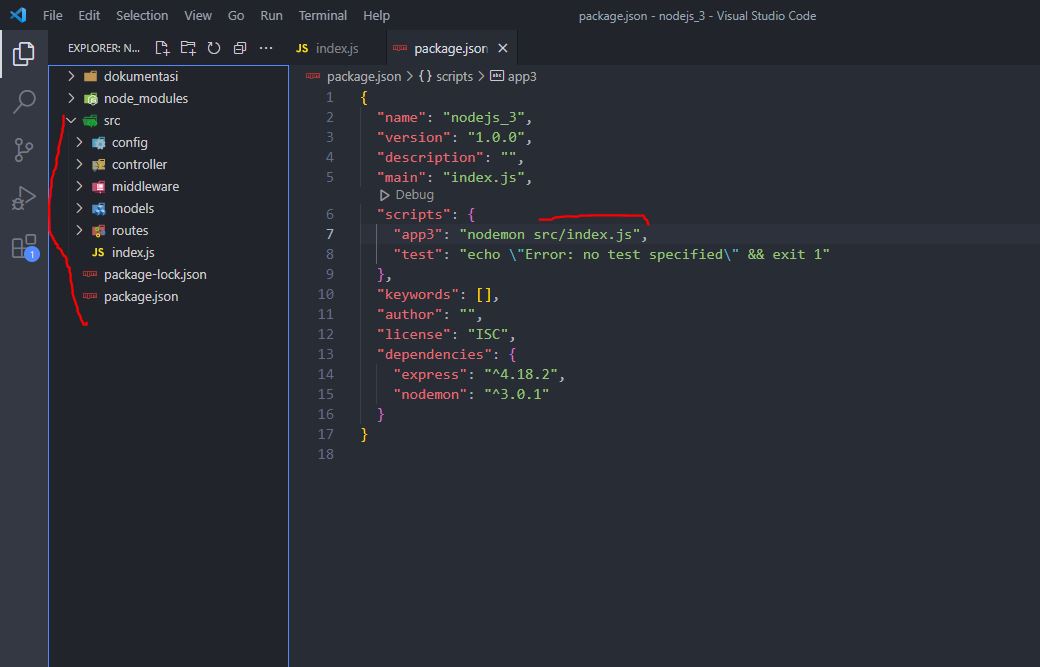 File Edit Selection View Go Run Terminal Help package.json - nodejs_3 - Visual Studio Code
EXPLORER: N... JS index.js package.json
dokumentasi
node_modules
src
config
controller
middleware
models
routes
JS index.js
package-lock.json
package.json
1
package.json > {} scripts > abc app3
1 {
2 "name": "nodejs_3",
3 "version": "1.0.0",
4 "description": "",
5 "main": "index.js",
Debug
6 "scripts": {
7 "app3": "nodemon src/index.js",
8 "test": "echo \"Error: no test specified\" && exit 1"
9 },
10 "keywords": [],
11 "author": "",
12 "license": "ISC",
13 "dependencies": {
14 "express": "^4.18.2",
15 "nodemon": "^3.0.1"
16 }
17 }
18